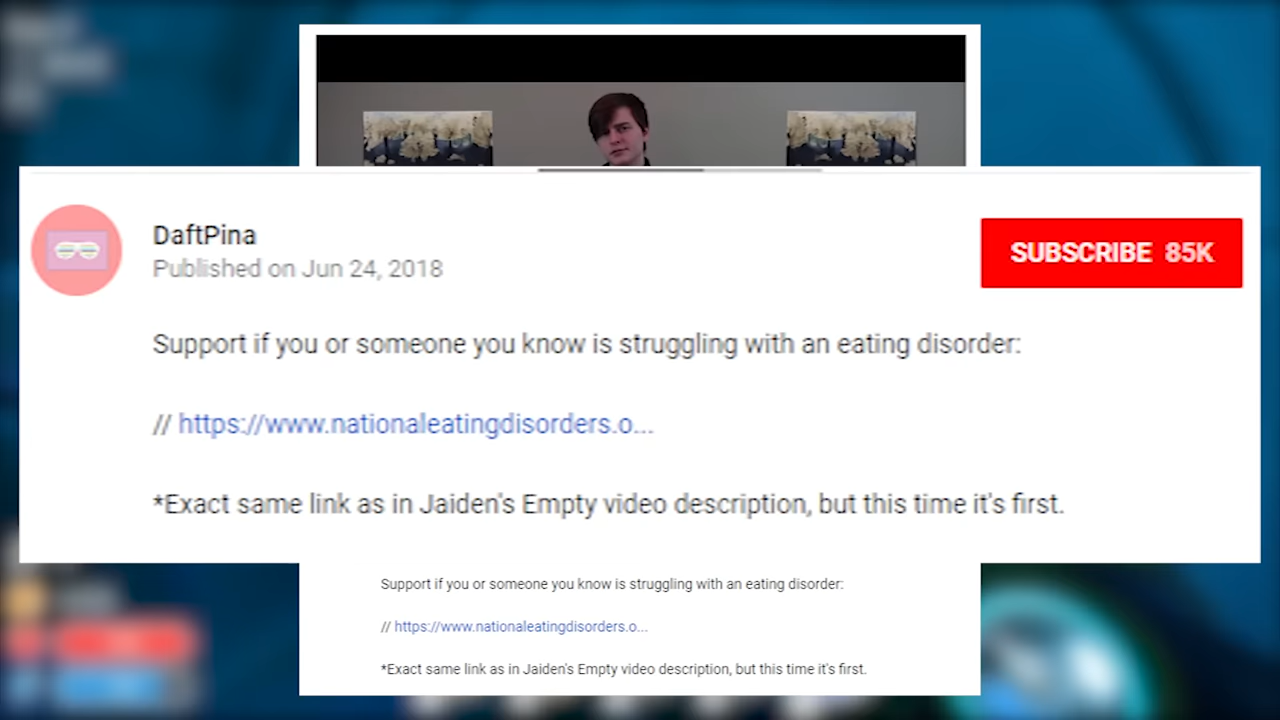 DaftPina
Published on Jun 24, 2018
SUBSCRIBE 85K
Support if you or someone you know is struggling with an eating disorder:
// https://www.nationaleatingdisorders.o...
*Exact same link as in Jaiden's Empty video description, but this time it's first.
Support if you or someone you know is struggling with an eating disorder:
// https://www.nationaleatingdisorders.o...
*Exact same link as in Jaiden's Empty video description, but this time it's first.